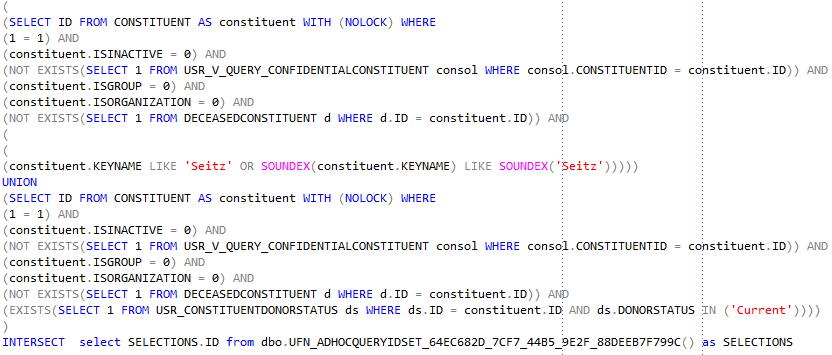 (
(SELECT ID FROM CONSTITUENT AS constituent WITH (NOLOCK) WHERE
(1 = 1) AND
(constituent.ISINACTIVE = 0) AND
(NOT EXISTS(SELECT 1 FROM USR_V_QUERY_CONFIDENTIALCONSTITUENT consol WHERE consol.CONSTITUENTID = constituent.ID)) AND
(constituent.ISGROUP = 0) AND
(constituent.ISORGANIZATION = 0) AND
(NOT EXISTS(SELECT 1 FROM DECEASEDCONSTITUENT d WHERE d.ID = constituent.ID)) AND
(
(
(constituent.KEYNAME LIKE 'Seitz' OR SOUNDEX(constituent.KEYNAME) LIKE SOUNDEX('Seitz')))))
UNION
(SELECT ID FROM CONSTITUENT AS constituent WITH (NOLOCK) WHERE
(1 = 1) AND
(constituent.ISINACTIVE = 0) AND
(NOT EXISTS(SELECT 1 FROM USR_V_QUERY_CONFIDENTIALCONSTITUENT consol WHERE consol.CONSTITUENTID = constituent.ID)) AND
(constituent.ISGROUP = 0) AND
(constituent.ISORGANIZATION = 0) AND
(NOT EXISTS(SELECT 1 FROM DECEASEDCONSTITUENT d WHERE d.ID = constituent.ID)) AND
(EXISTS(SELECT 1 FROM USR_CONSTITUENTDONORSTATUS ds WHERE ds.ID = constituent.ID AND ds.DONORSTATUS IN ('Current'))))
)
INTERSECT  select SELECTIONS.ID from dbo.UFN_ADHOCQUERYIDSET_64EC682D_7CF7_44B5_9E2F_88DEEB7F799C() as SELECTIONS